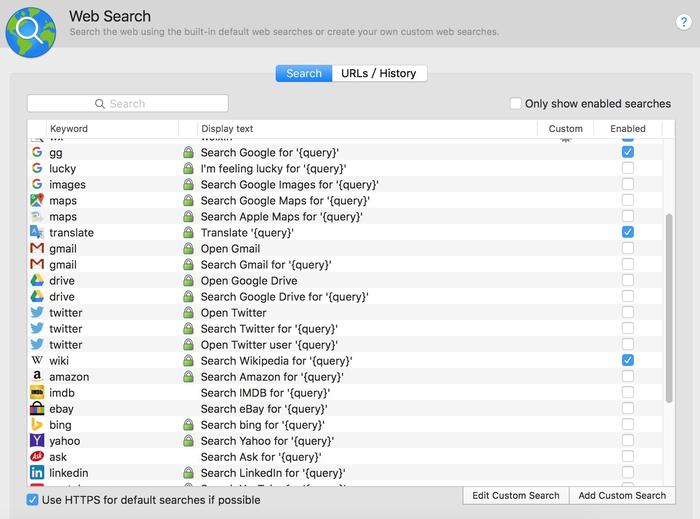 Web Search
Search the web using the built-in default web searches or create your own custom web searches.
?
Search URLs / History
Search Only show enabled searches
Keyword Display text Custom Enabled
gg Search Google for '{query}'
lucky I'm feeling lucky for '{query}'
images Search Google Images for '{query}'
maps Search Google Maps for '{query}'
maps Search Apple Maps for '{query}'
translate Translate '{query}'
gmail Open Gmail
gmail Search Gmail for '{query}'
drive Open Google Drive
drive Search Google Drive for '{query}'
twitter Open Twitter
twitter Search Twitter for '{query}'
twitter Open Twitter user '{query}'
W wiki Search Wikipedia for '{query}'
a amazon Search Amazon for '{query}'
imdb Search IMDB for '{query}'
ebay Search eBay for '{query}'
bing Search bing for '{query}'
yahoo Search Yahoo for '{query}'
Ask ask Search Ask for '{query}'
in linkedin Search LinkedIn for '{query}'
Use HTTPS for default searches if possible Edit Custom Search Add Custom Search